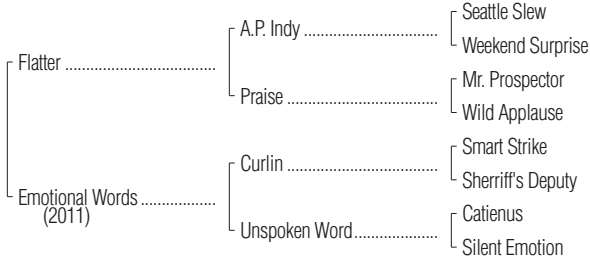 Seattle Slew
A.P. Indy ..............................
Weekend Surprise
Flatter ..................................
Mr. Prospector
Praise ..................................
Wild Applause
Smart Strike
Curlin ..................................
Sherriff's Deputy
Emotional Words .................
(2011)
Catienus
Unspoken Word...................
Silent Emotion